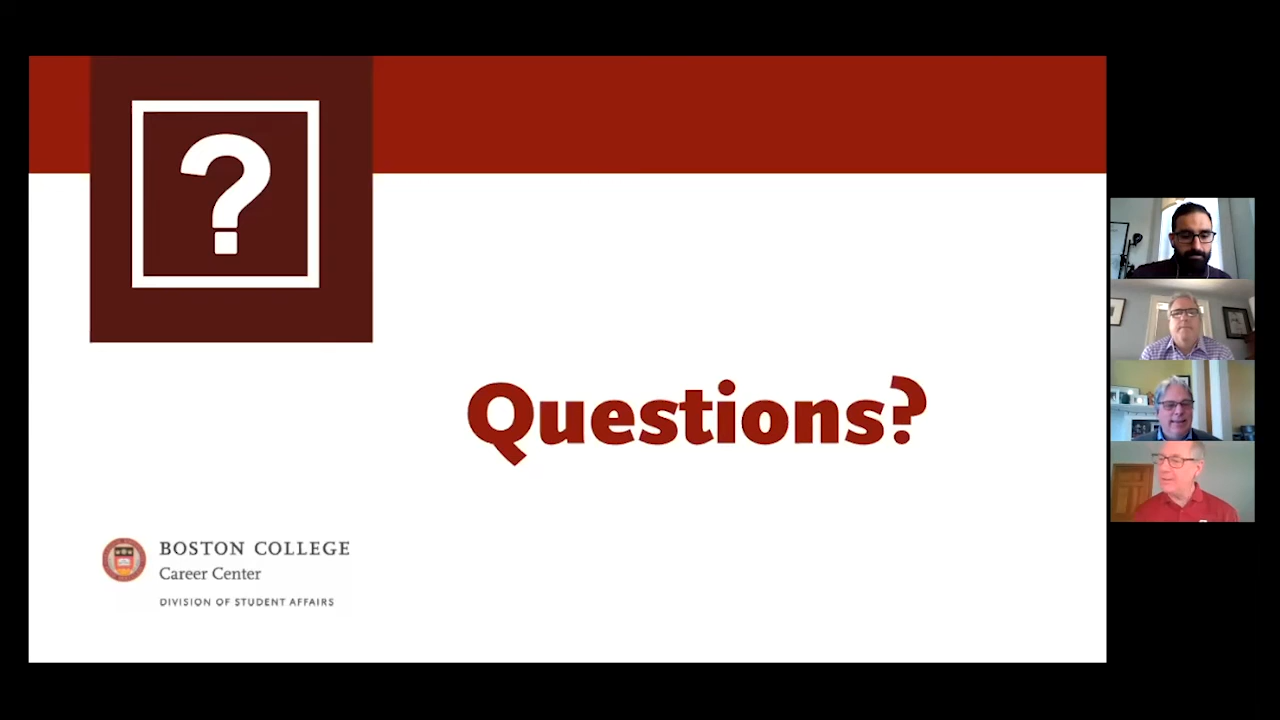 ?
Questions?
BOSTON COLLEGE
Career Center
DIVISION OF STUDENT AFFAIRS